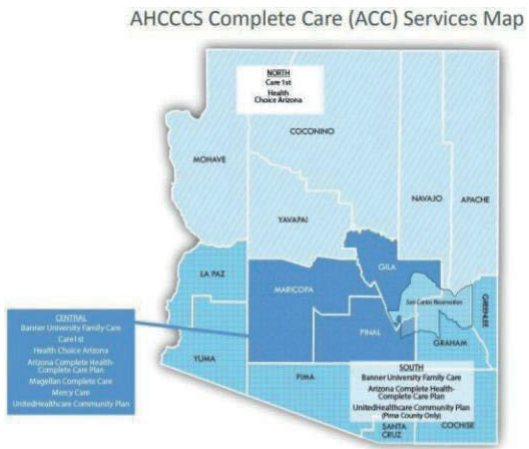 AHCCCS Complete Care (ACC) Services Map
NORTH
Care 1st
Health
Choice Arizona
COCONINO
MOHAVE
NAVAJO
APACHE
YAVAPAI
GILA
LA PAZ
MARICOPA
San Carlos Reservation
GREENLEE
PINAL
GRAHAM
YUMA
PIMA
CENTRAL
Banner University Family Care
Care1st
Health Choice Arizona
Arizona Complete Health-
Complete Care Plan
Magellan Complete Care
Mercy Care
UnitedHealthcare Community Plan
SOUTH
Banner University Family Care
Arizona Complete Health-
Complete Care Plan
UnitedHealthcare Community Plan
(Pima County Only)
SANTA
CRUZ
COCHISE